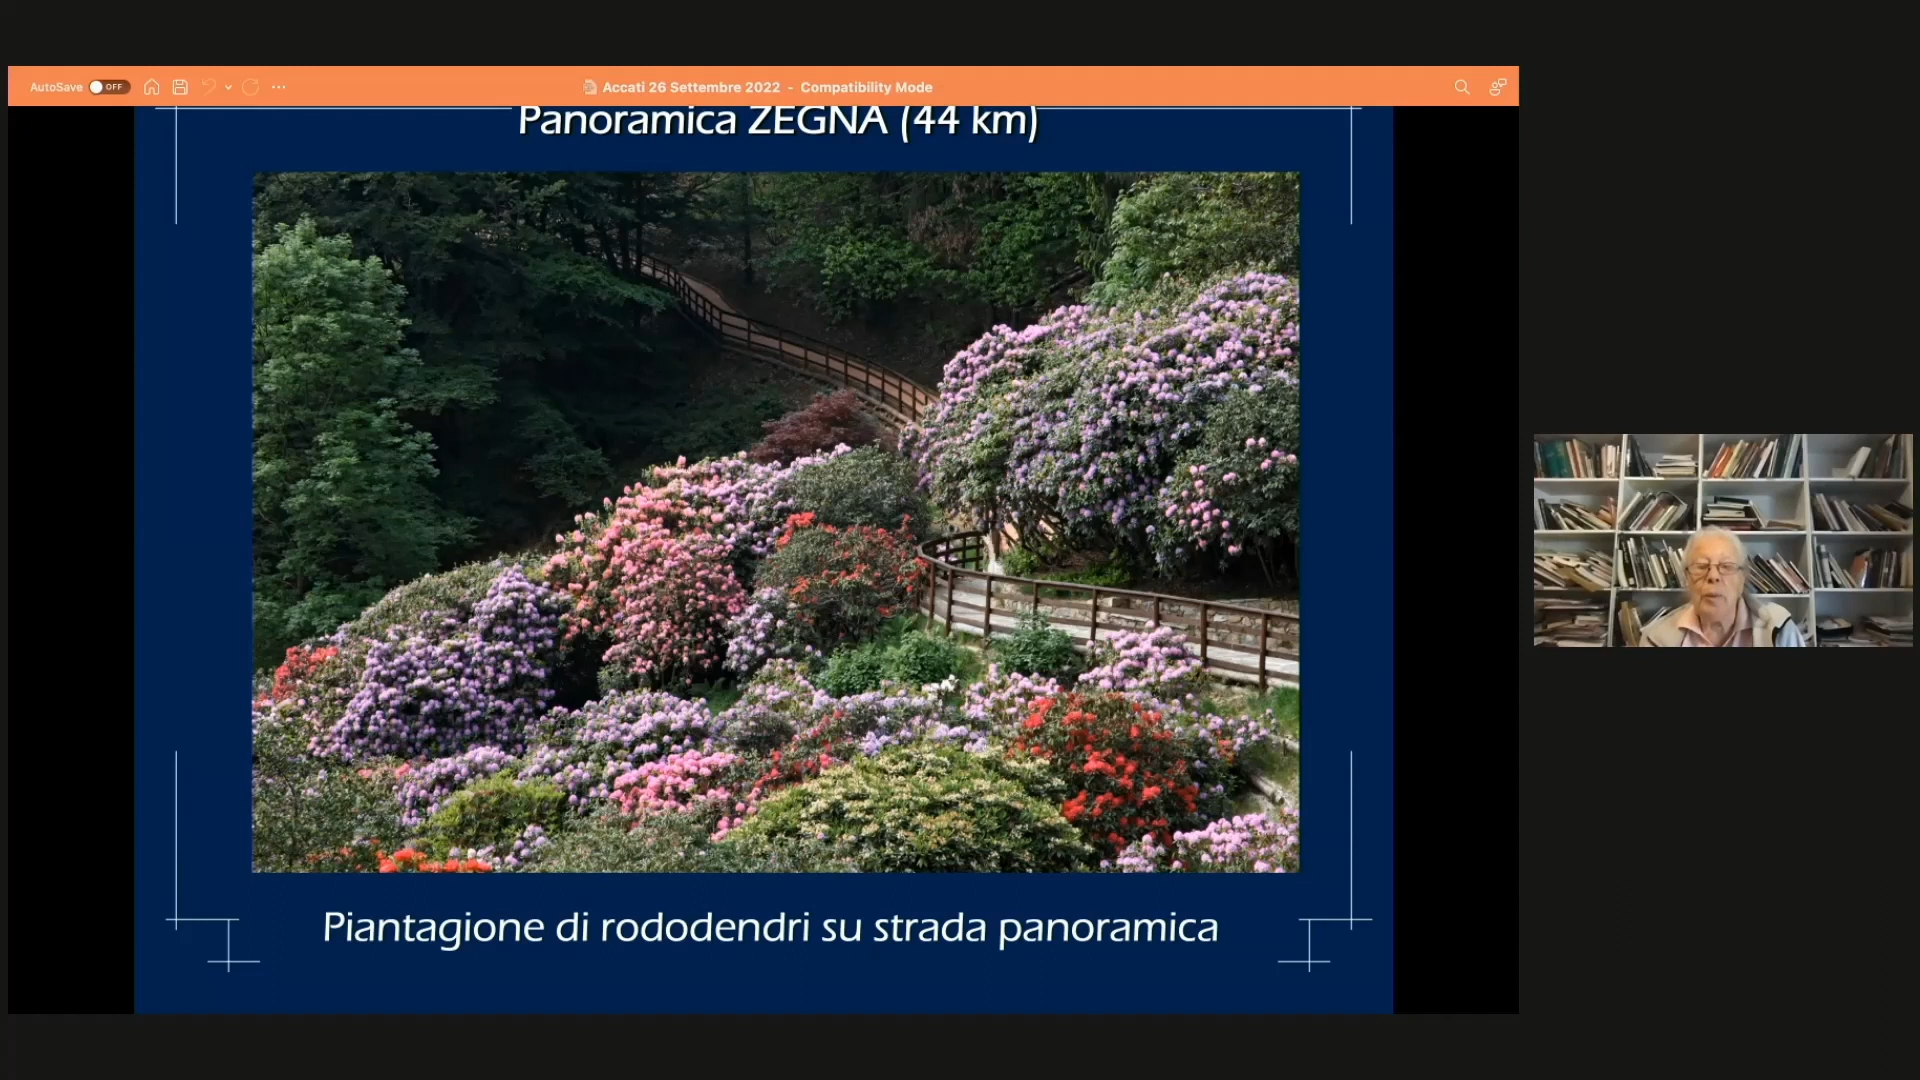 AutoSave OFF
Accati 26 Settembre 2022 - Compatibility Mode
Panoramica ZEGNA (44 km)
Piantagione di rododendri su strada panoramica